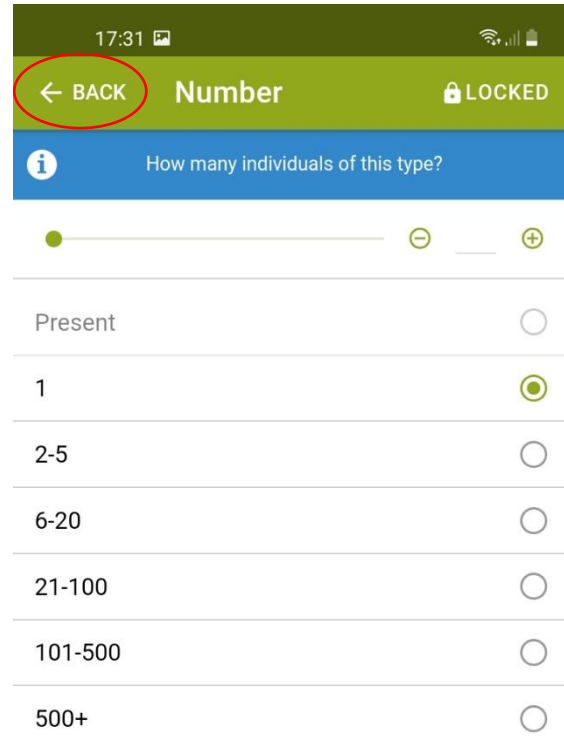 17:31
BACK Number LOCKED
How many individuals of this type?
Present
1
2-5
6-20
21-100
101-500
500+